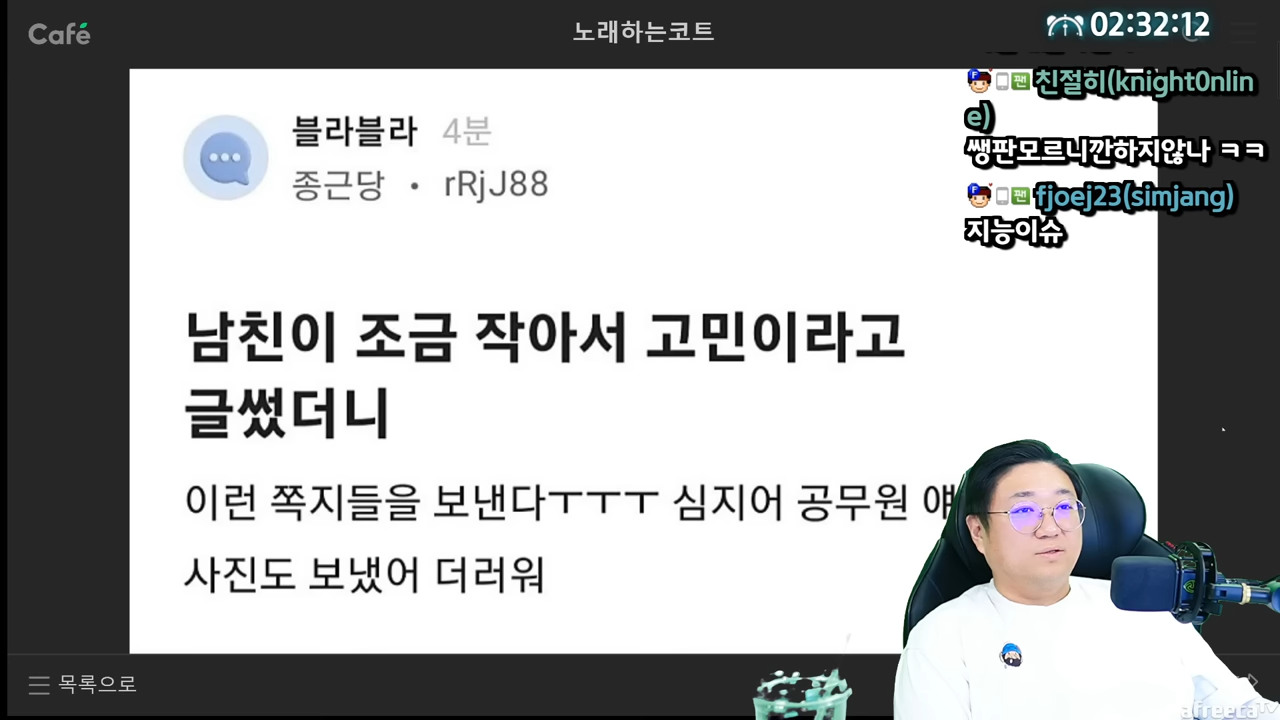 Café
노래하는코트
02:32:12
친절히(knight0nlin
e)
쌩판모르니깐하지않나 ㅋㅋ
fjoej23(simjang)
지능이슈
블라블라 4분
종근당 • rRjJ88
남친이 조금 작아서 고민이라고
글썼더니
이런 쪽지들을 보낸다ㅜㅜㅜ 심지어 공무원 얘
사진도 보냈어 더러워
목록으로
afreecaTV